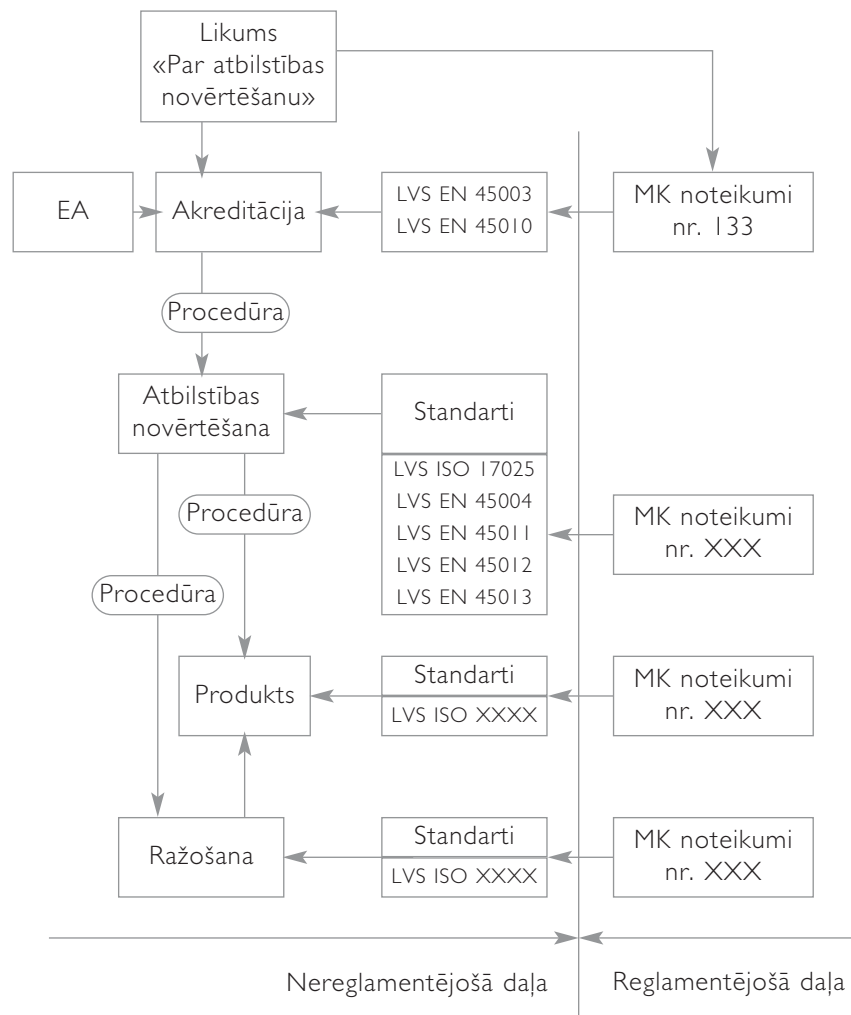 Likums
«Par atbilstības
novērtēšanu»
EA
Akreditācija
LVS EN 45003
LVS EN 45010
MK noteikumi
nr. 133
Procedūra
Atbilstības
novērtēšana
Standarti
LVS ISO 17025
LVS EN 45004
LVS EN 45011
LVS EN 45012
LVS EN 45013
MK noteikumi
nr. XXX
Procedūra
Procedūra
Produkts
Standarti
LVS ISO XXXX
MK noteikumi
nr. XXX
Ražošana
Standarti
LVS ISO XXXX
MK noteikumi
nr. XXX
Nereglamentējošā daļa
Reglamentējošā daļa